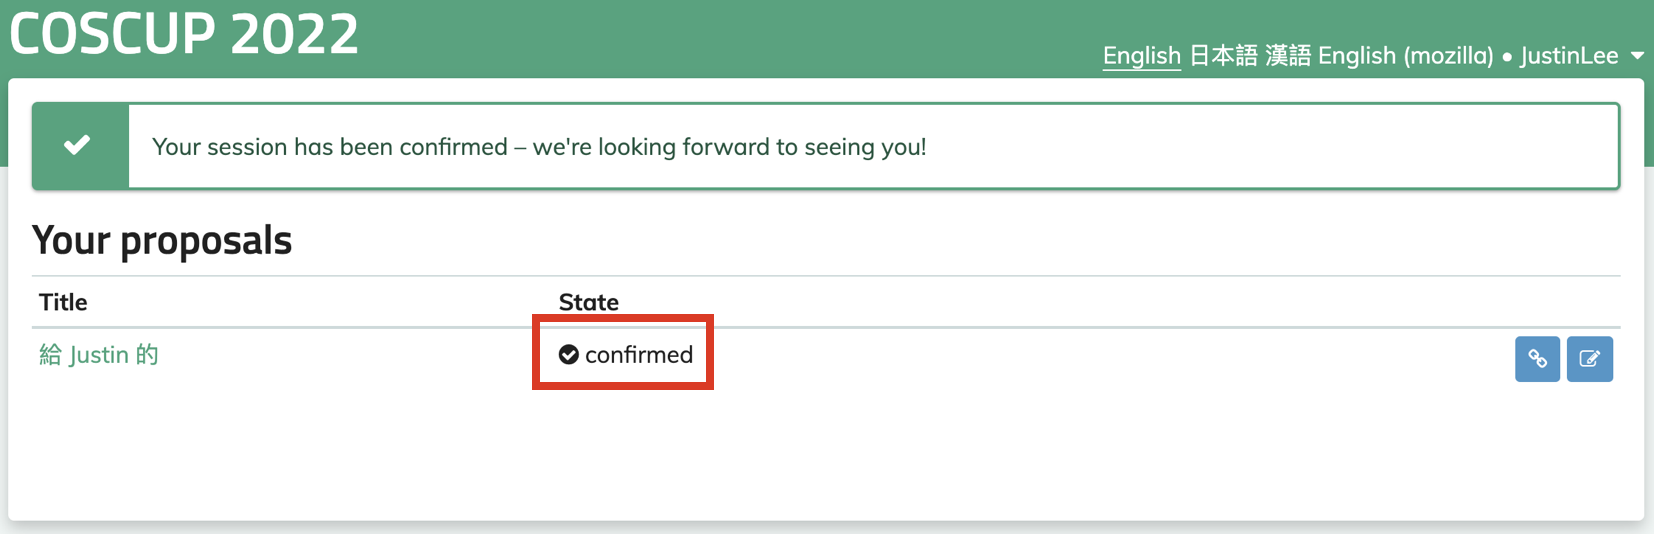 COSCUP 2022
English 日本語 漢語 English (mozilla) • JustinLee
Your session has been confirmed – we're looking forward to seeing you!
Your proposals
Title State
給 Justin 的 confirmed